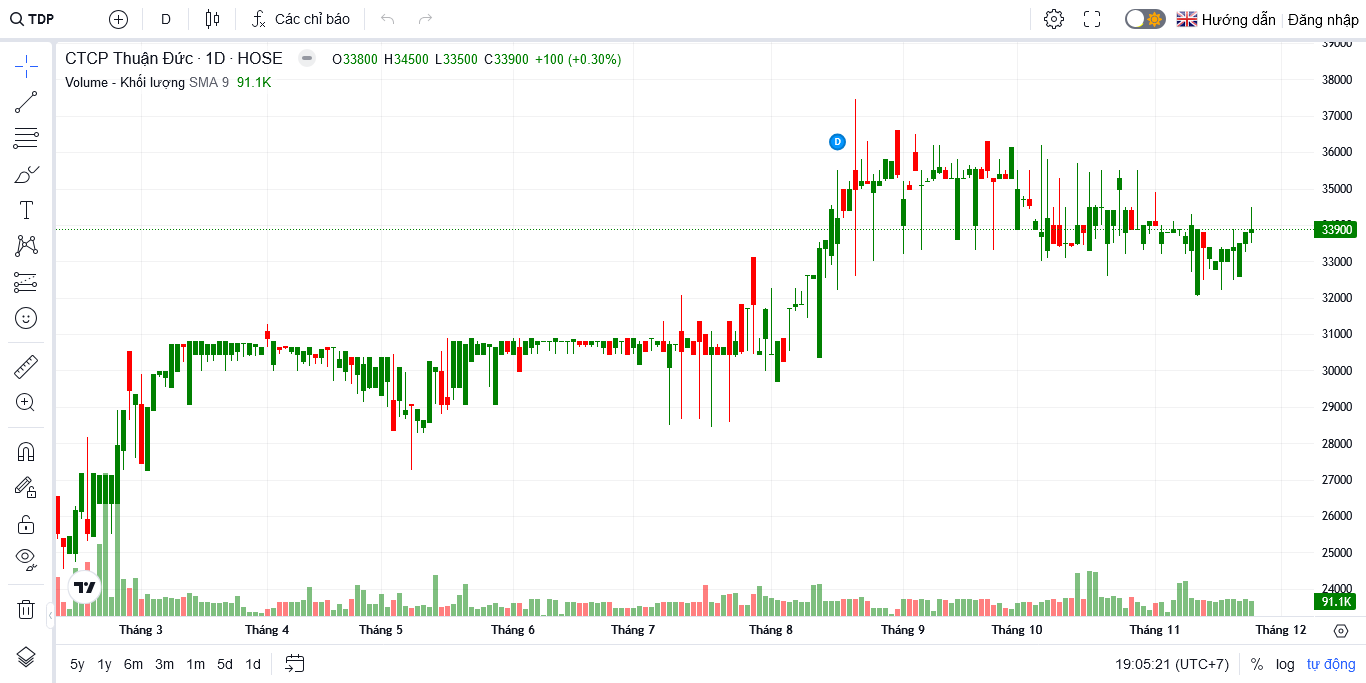 TDP D Các chỉ báo Hướng dẫn Đăng nhập
CTCP Thuận Đức · 1D · HOSE O33800 H34500 L33500 C33900 +100 (+0.30%)
Volume - Khối lượng SMA 9 91.1K
39000
38000
37000
D
36000
35000
33900
33000
32000
31000
30000
29000
28000
27000
26000
25000
24000
91.1K
Tháng 3 Tháng 4 Tháng 5 Tháng 6 Tháng 7 Tháng 8 Tháng 9 Tháng 10 Tháng 11 Tháng 12
5y 1y 6m 3m 1m 5d 1d 19:05:21 (UTC+7) % log tự động